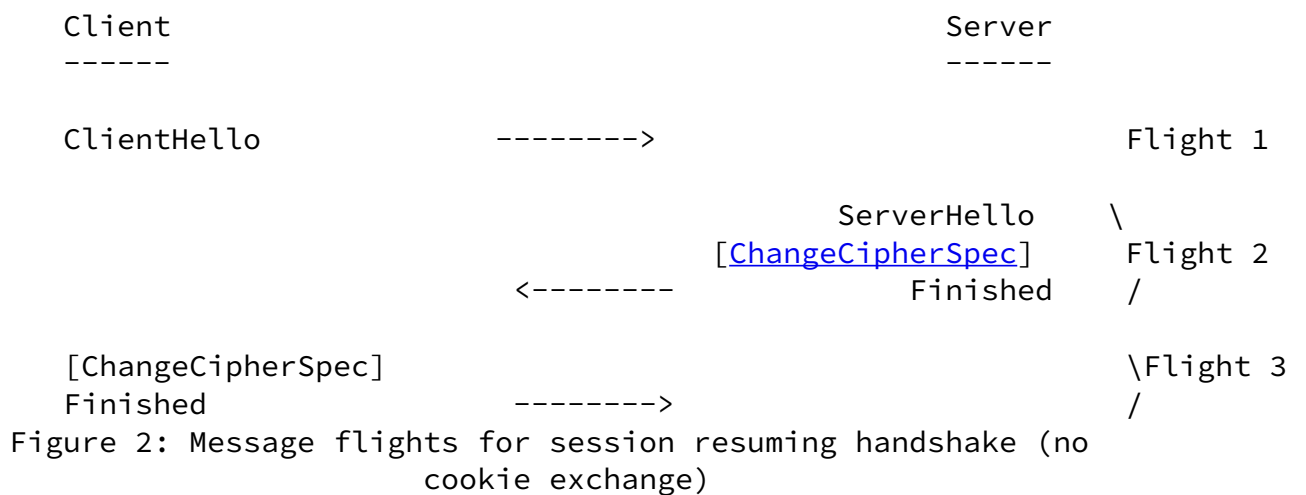 Client Server
------ ------
ClientHello --------> Flight 1
ServerHello \
[ChangeCipherSpec] Flight 2
<-------- Finished /
[ChangeCipherSpec] \Flight 3
Finished --------> /
Figure 2: Message flights for session resuming handshake (no
cookie exchange)